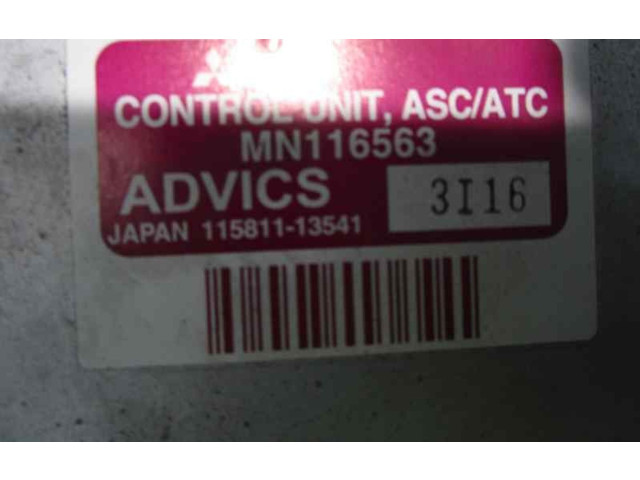 CONTROL UNIT, ASC/ATC
MN116563
ADVICS 3I16
JAPAN 115811-13541